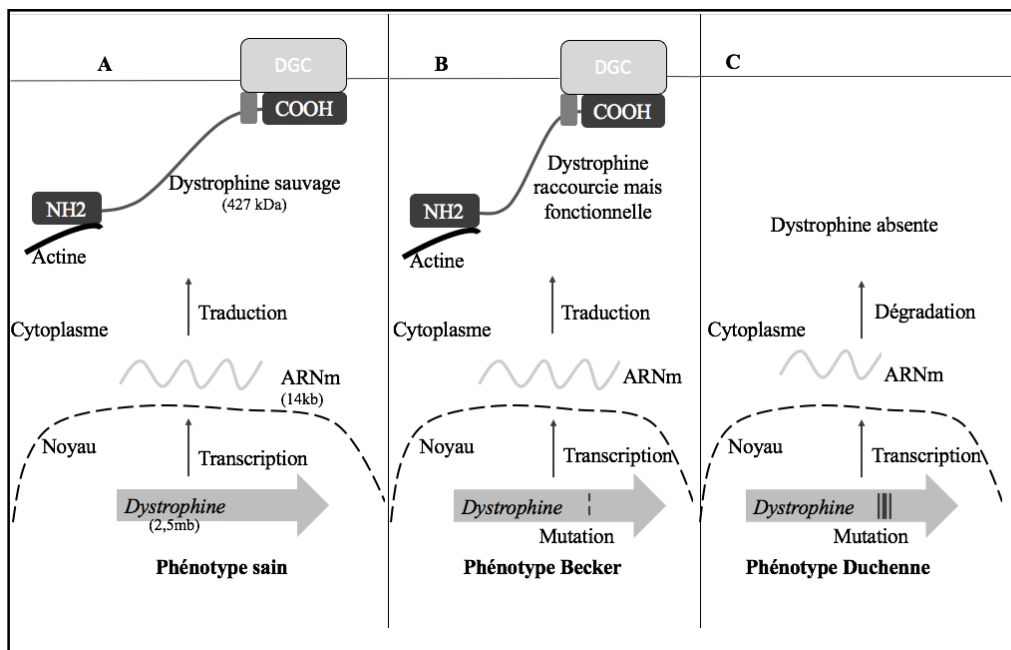 A
DGC
COOH
Dystrophine sauvage
(427 kDa)
NH2
Actine
Traduction
Cytoplasme
ARNm
(14kb)
Noyau
Transcription
Dystrophine
(2,5mb)
Phénotype sain
B
DGC
COOH
Dystrophine
raccourcie mais
fonctionnelle
NH2
Actine
Traduction
Cytoplasme
ARNm
Noyau
Transcription
Dystrophine
Mutation
Phénotype Becker
C
Dystrophine absente
Dégradation
Cytoplasme
ARNm
Noyau
Transcription
Dystrophine
Mutation
Phénotype Duchenne